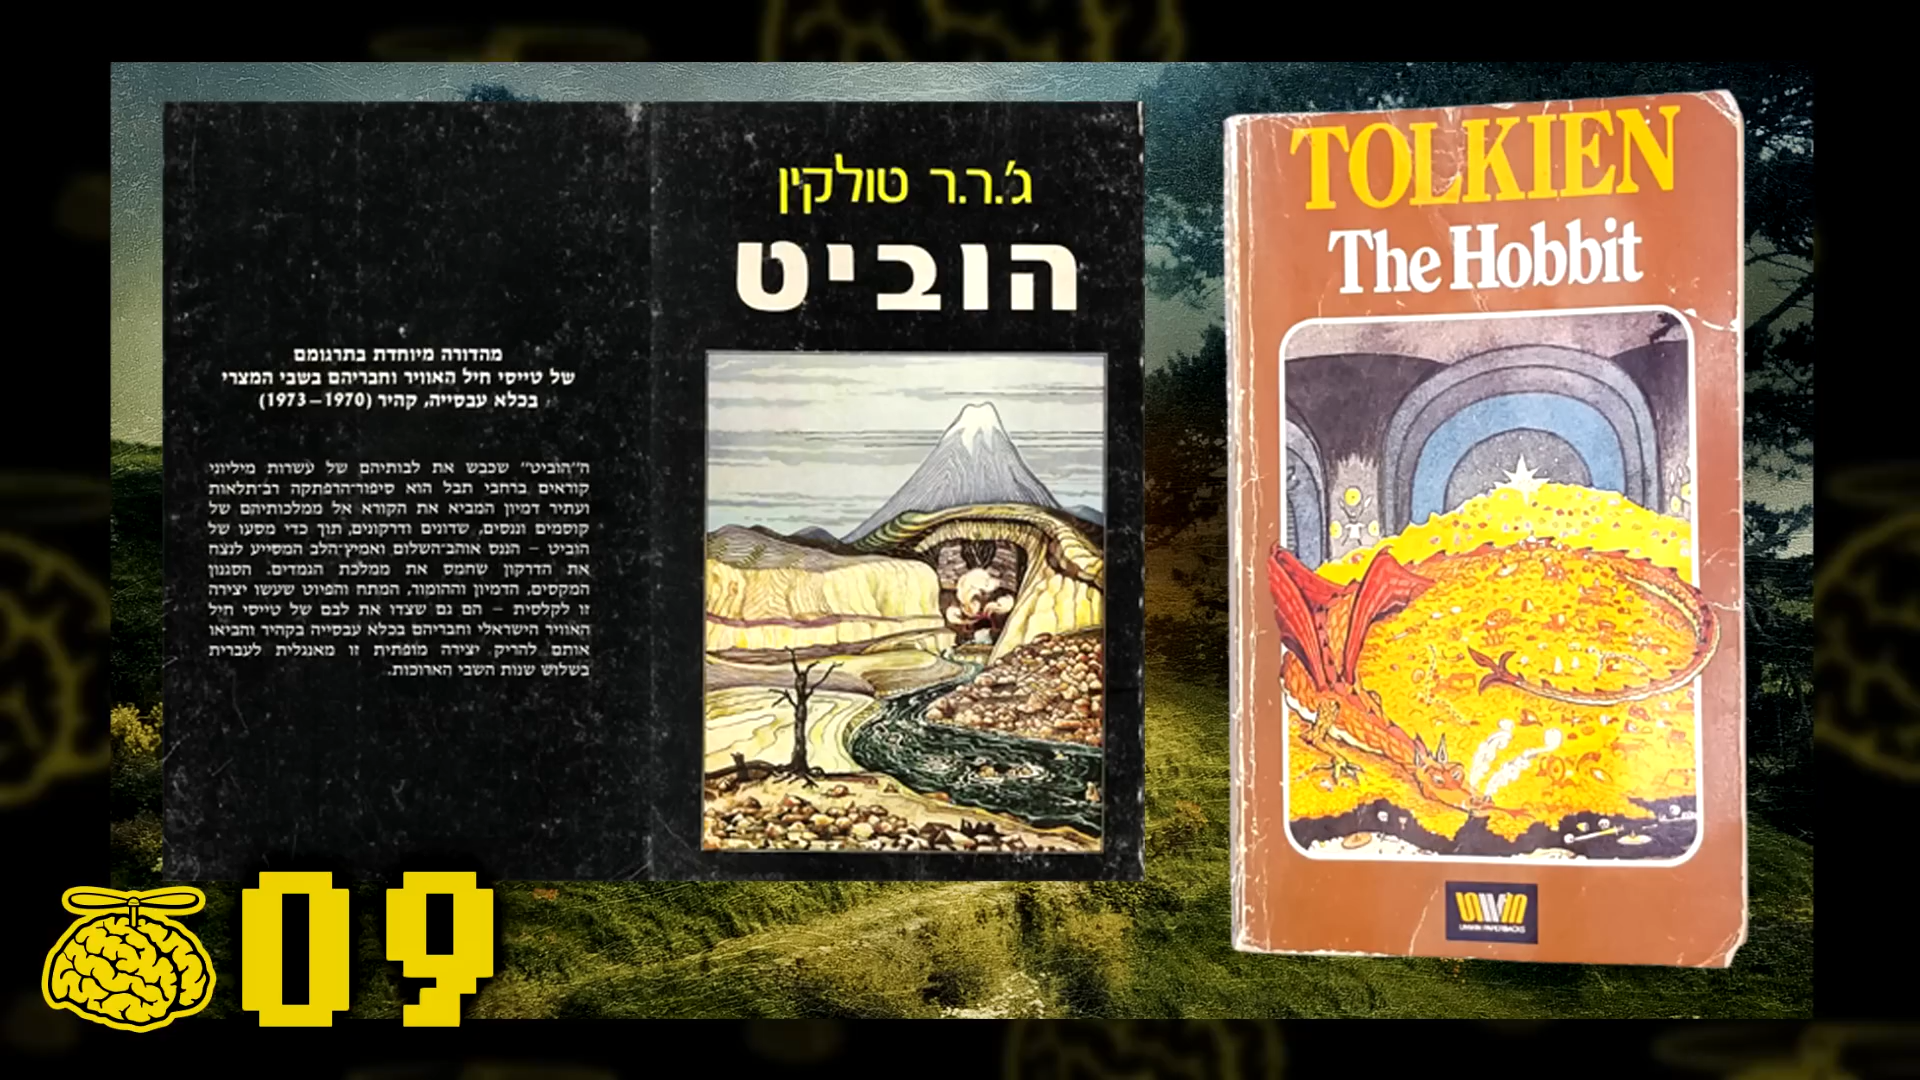 מהדורה מיוחדת בתרגומם
של טייסי חיל האוויר וחבריהם בשבי המצרי
בכלא עבסייה, קהיר (1970–1973)
ה"הוביט" שכבש את לבותיהם של עשרות מיליוני
קוראים ברחבי תבל הוא סיפור־הרפתקה רב־תלאות
ועתיר דמיון המביא את הקורא אל ממלכותיהם של
קוסמים וננסים, שדונים ודרקונים, תוך כדי מסעו של
הוביט – הננס אוהב־השלום ואמיץ־הלב המסייע לנצח
את הדרקון שחמס את ממלכת הגמדים. הסגנון
המקסים, הדמיון וההומור, המתח והפיוט שעשו יצירה
זו לקלסית – הם גם שצדו את לבם של טייסי חיל
האוויר הישראלי וחבריהם בכלא עבסייה בקהיר והביאו
אותם להריק יצירה מופתית זו מאנגלית לעברית
בשלוש שנות השבי הארוכות.
ג'.ר.ר טולקין
הוביט
TOLKIEN
The Hobbit
UNWIN
UNWIN PAPERBACKS
09